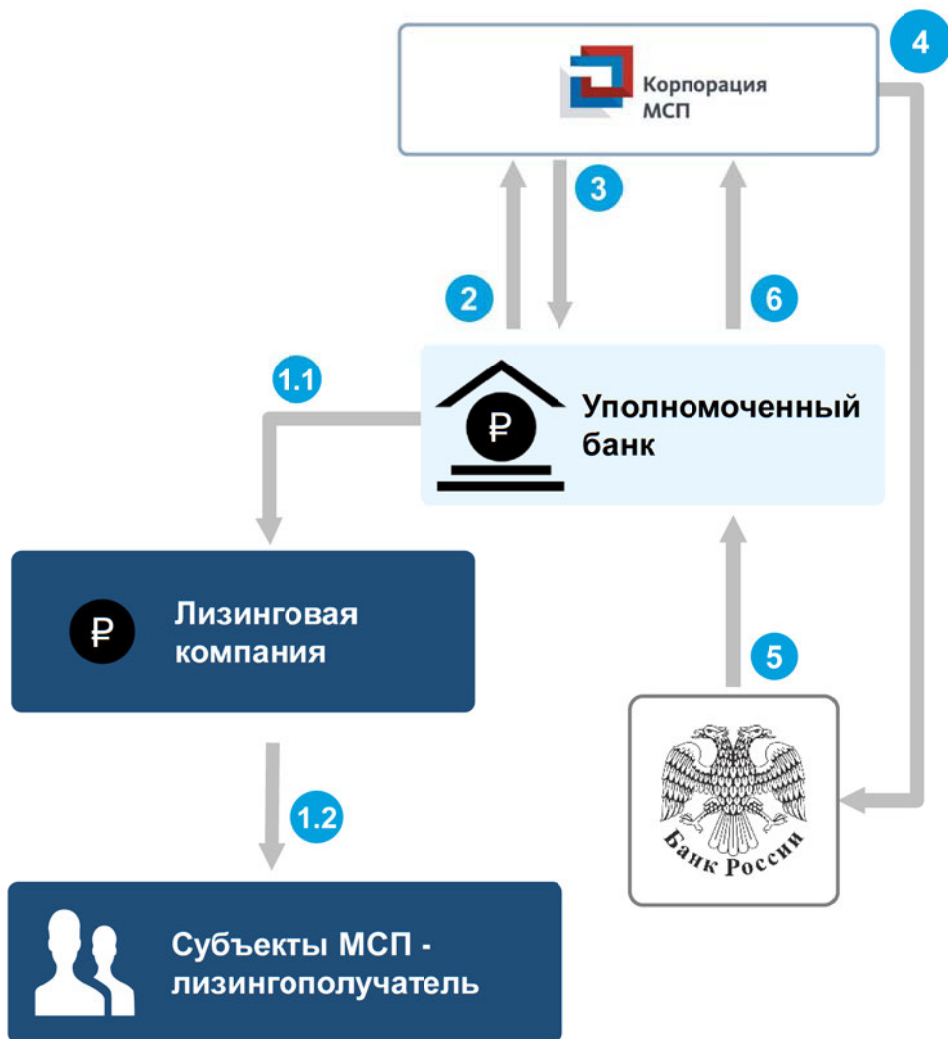 4
Корпорация
МСП
3
2
6
1.1
₽
Уполномоченный
банк
₽
Лизинговая
компания
5
1.2
Банк России
Субъекты МСП -
лизингополучатель